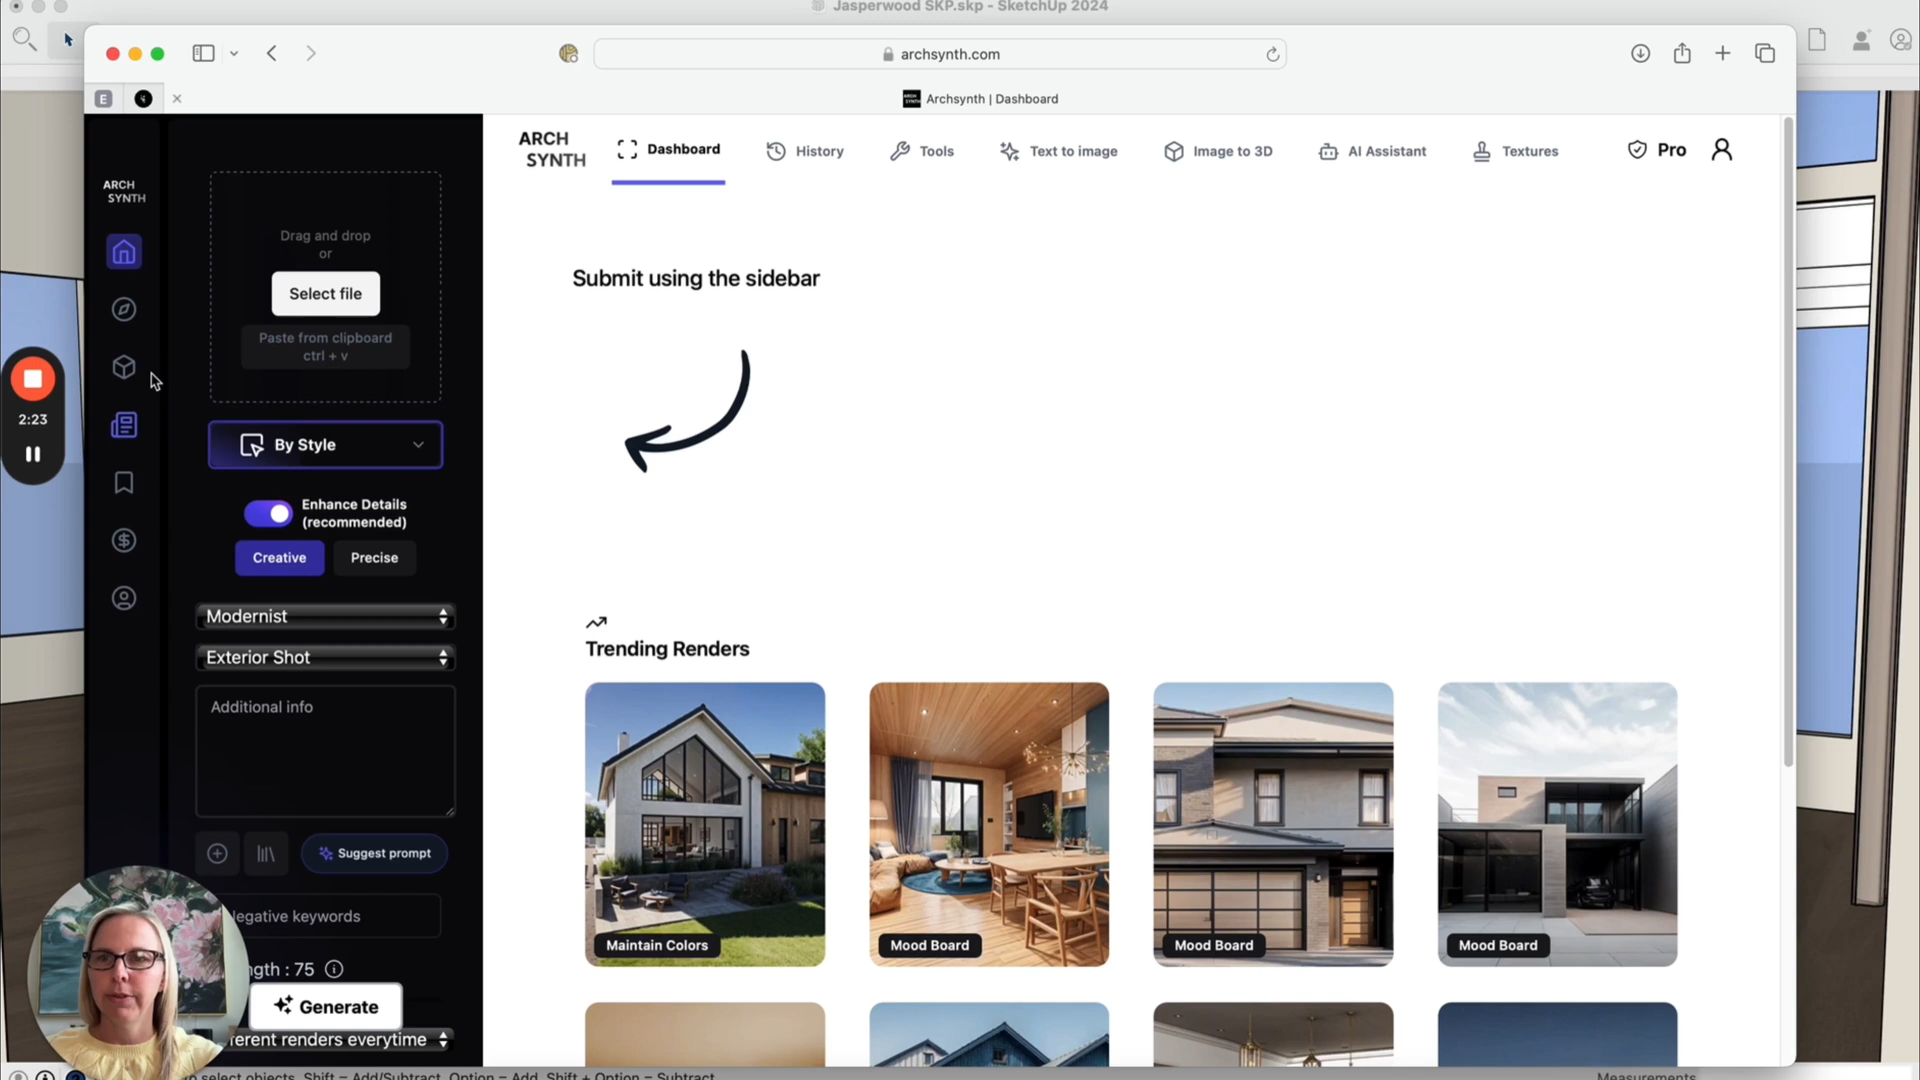 Jasperwood SKP.skp - SketchUp 2024
archsynth.com
E
Archsynth | Dashboard
ARCH
SYNTH
Dashboard
History
Tools
Text to image
Image to 3D
AI Assistant
Textures
Pro
ARCH
SYNTH
Drag and drop
or
Select file
Paste from clipboard
ctrl + v
By Style
Enhance Details
(recommended)
Creative
Precise
Modernist
Exterior Shot
Additional info
Suggest prompt
legative keywords
ngth : 75
Generate
ferent renders everytime
2:23
Submit using the sidebar
Trending Renders
Maintain Colors
Mood Board
Mood Board
Mood Board
to select objects. Shift = Add/Subtract. Option = Add. Shift + Option = Subtract.
Measurements